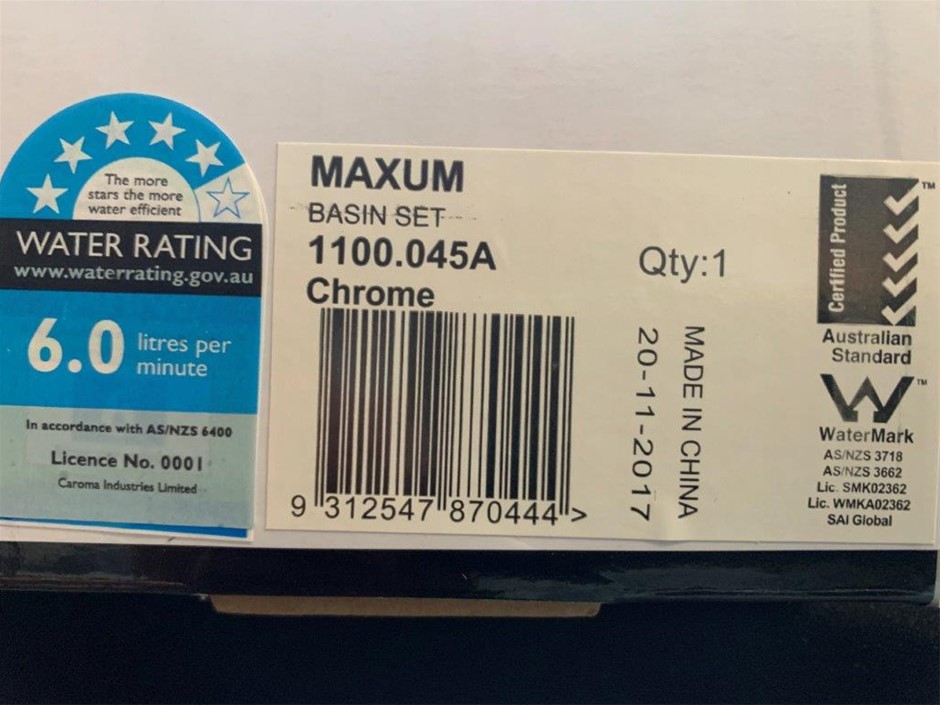 The more
stars the more
water efficient
WATER RATING
www.waterrating.gov.au
6.0 litres per
minute
In accordance with AS/NZS 6400
Licence No. 0001
Caroma Industries Limited
MAXUM
BASIN SET
1100.045A
Chrome
Qty:1
9 312547 870444 >
MADE IN CHINA
20-11-2017
Certified Product
TM
Australian
Standard
TM
WaterMark
AS/NZS 3718
AS/NZS 3662
Lic. SMK02362
Lic. WMKA02362
SAI Global